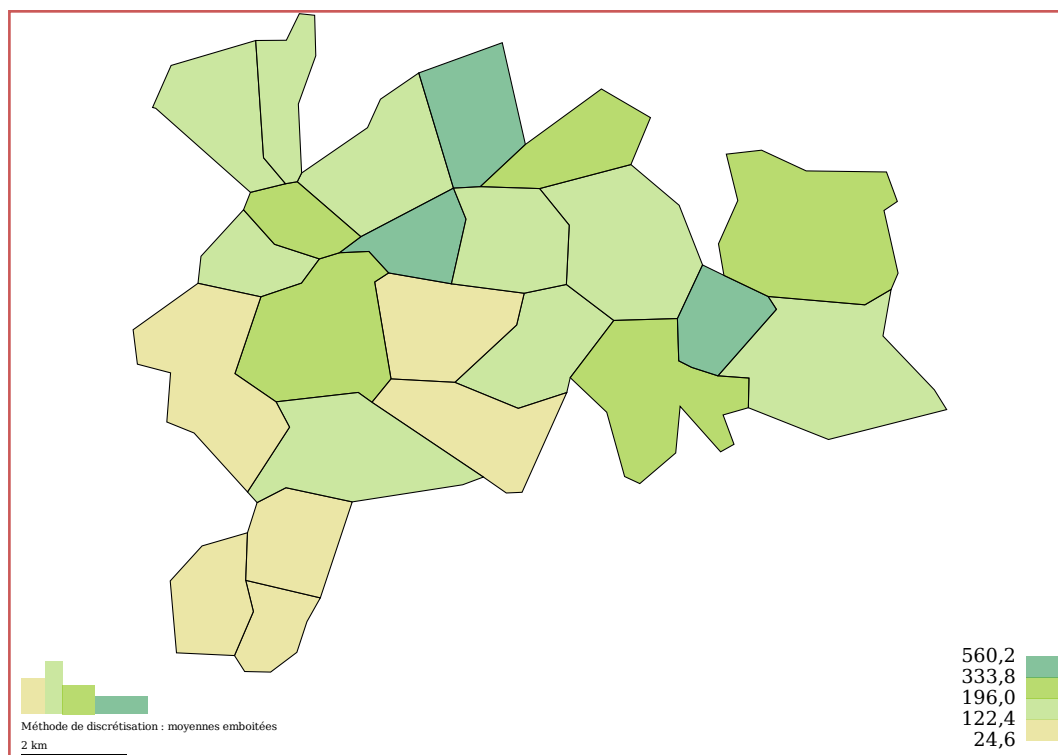 560,2
333,8
196,0
122,4
24,6
Méthode de discrétisation : moyennes emboitées
2 km